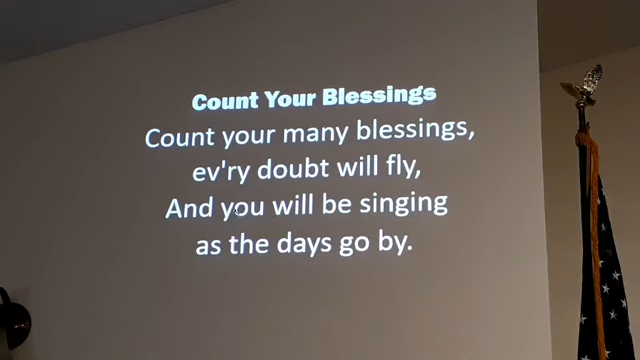 Count Your Blessings
Count your many blessings,
ev'ry doubt will fly,
And you will be singing
as the days go by.